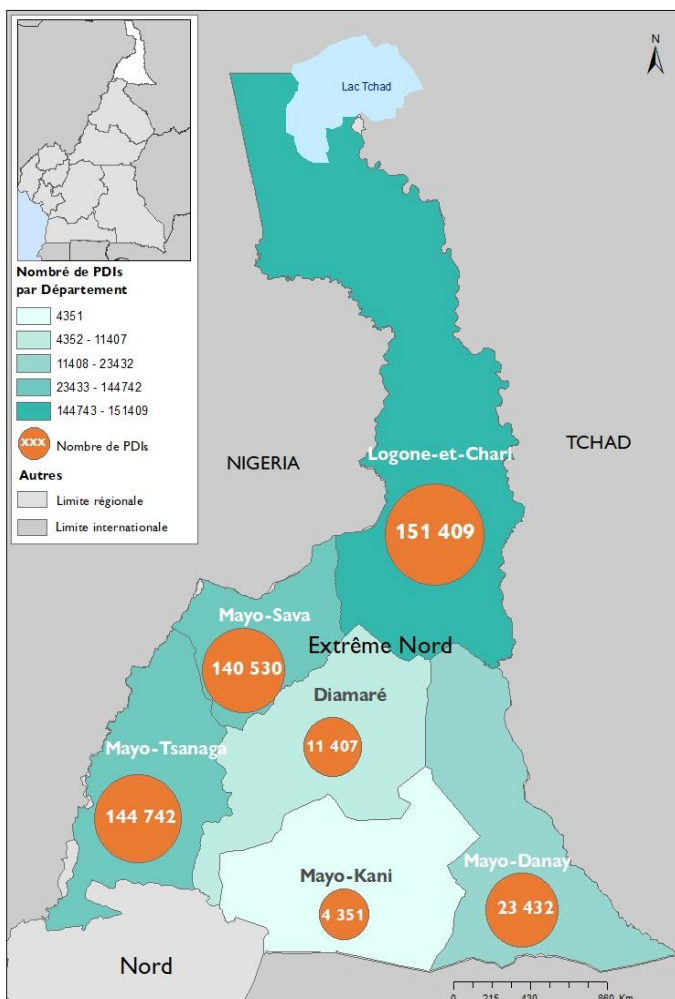 Lac Tchad
N
Nombré de PDIs
par Département
4351
4352 - 11407
11408 - 23432
23433 - 144742
144743 - 151409
xxx Nombre de PDIs
Autres
Limite régionale
Limite internationale
NIGERIA
TCHAD
Logone-et-Chari
151 409
Mayo-Sava
140 530
Extrême Nord
Diamaré
11 407
Mayo-Tsanaga
144 742
Mayo-Kani
4 351
Mayo-Danay
23 432
Nord
0 215 430 860 Km